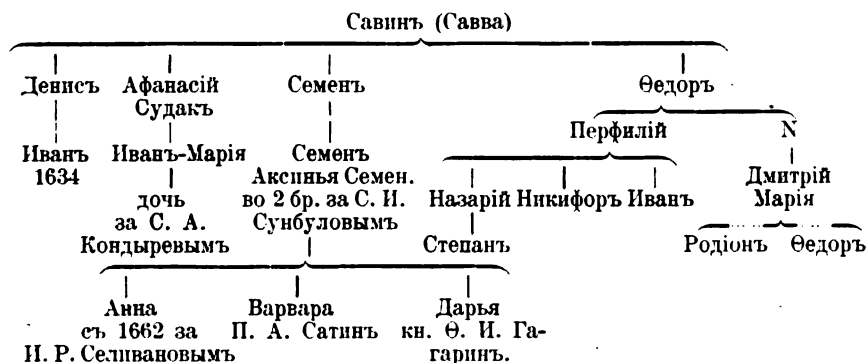 Савинъ (Савва)
Денисъ Афанасій Семенъ Ѳедоръ
Судакъ
Перфилій N
Иванъ Иванъ-Марія Семенъ
1634 Аксинья Семен. Дмитрій
дочь во 2 бр. за С. И. Назарій Никифоръ Иванъ Марія
за С. А. Сунбуловымъ
Кондыревымъ Степанъ Родіонъ Ѳедоръ
Анна Варвара Дарья
съ 1662 за П. А. Сатинъ кн. Ѳ. И. Га-
И. Р. Селивановымъ гаринъ.